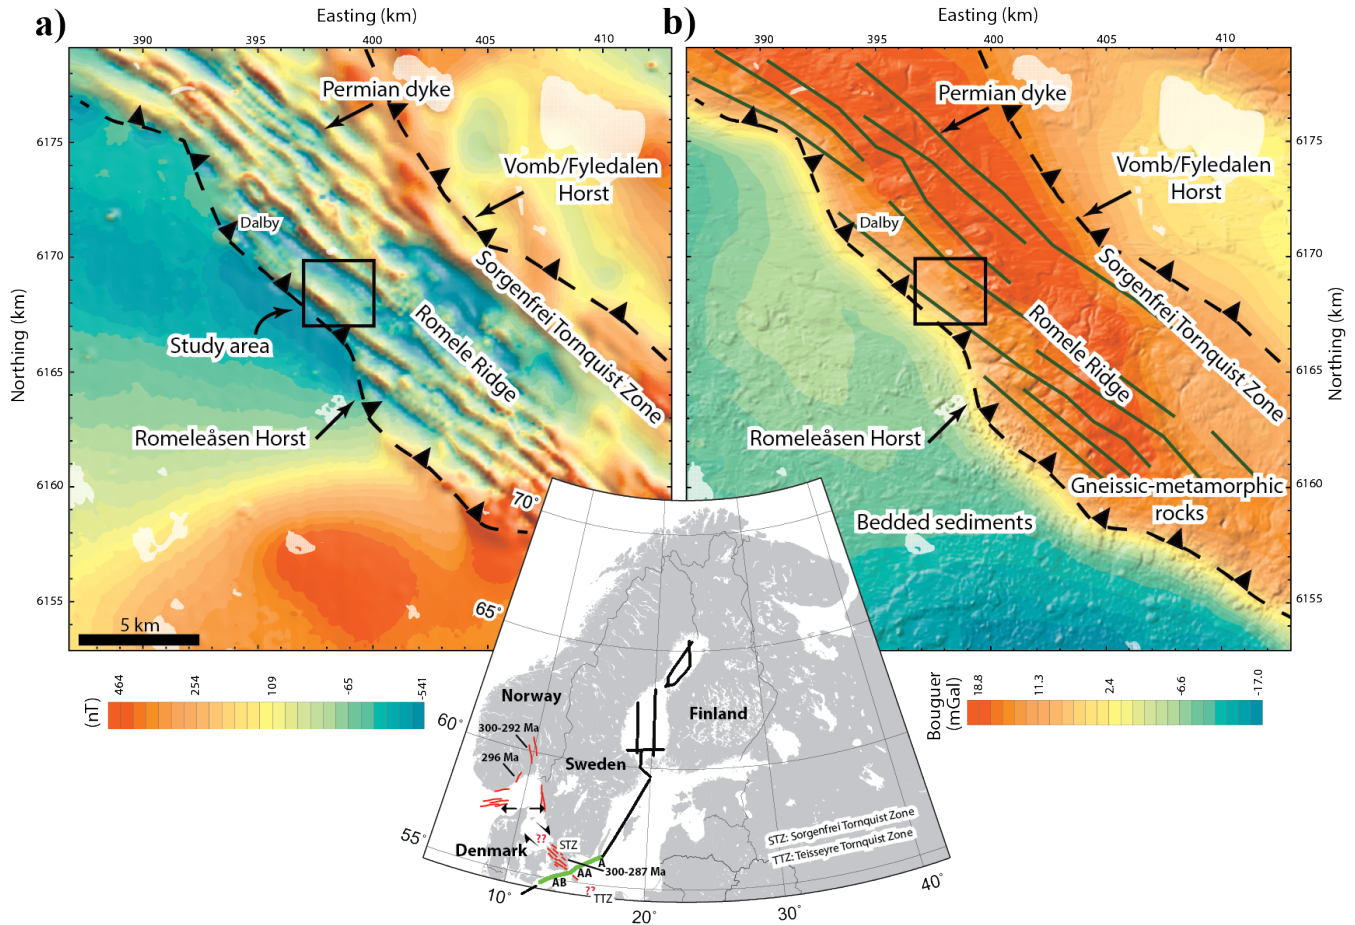 a)
Easting (km)
390
395
400
405
410
6175
6170
6165
6160
6155
Northing (km)
Permian dyke
Vomb/Fyledalen
Horst
Dalby
Sorgenfrei Tornquist Zone
Romele Ridge
Study area
Romeleåsen Horst
5 km
(nT)
464
254
109
-65
-541
b)
Easting (km)
390
395
400
405
410
6175
6170
6165
6160
6155
Northing (km)
Permian dyke
Vomb/Fyledalen
Horst
Dalby
Sorgenfrei Tornquist Zone
Romele Ridge
Romeleåsen Horst
Gneissic-metamorphic
rocks
Bedded sediments
Bouguer
(mGal)
18.8
11.3
2.4
-6.6
-17.0
70°
65°
60°
55°
10°
20°
30°
40°
Norway
Finland
Sweden
Denmark
300-292 Ma
296 Ma
??
STZ
A
AA
AB
300-287 Ma
??
TTZ
STZ: Sorgenfrei Tornquist Zone
TTZ: Teisseyre Tornquist Zone